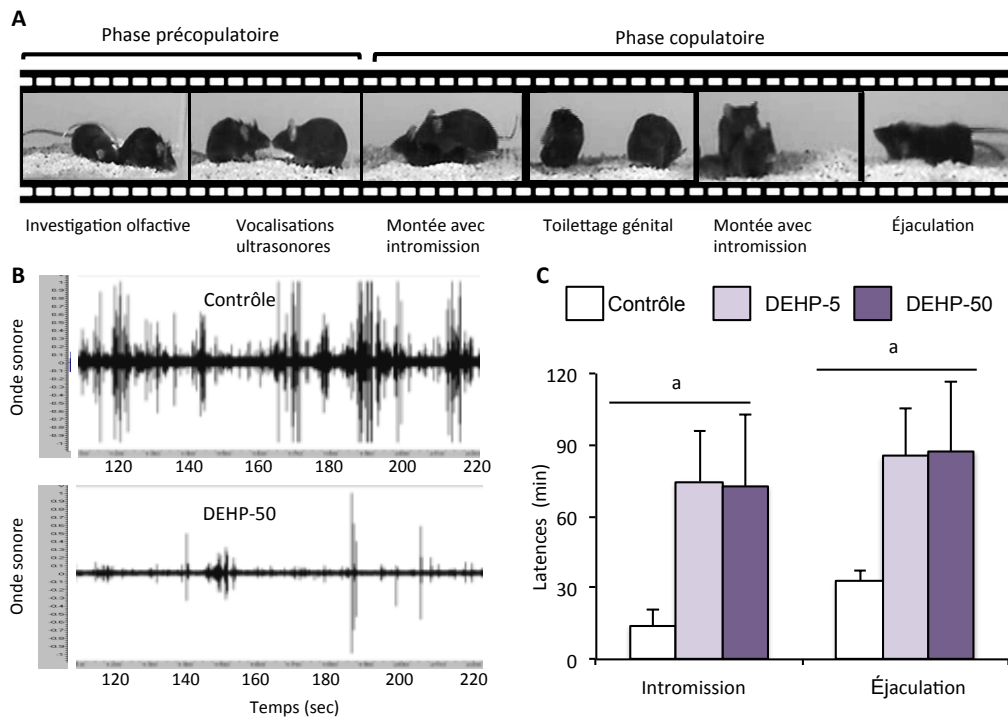 A
Phase précopulatoire
Phase copulatoire
Investigation olfactive
Vocalisations
ultrasonores
Montée avec
intromission
Toilettage génital
Montée avec
intromission
Éjaculation
B
Contrôle
Onde sonore
120 140 160 180 200 220
DEHP-50
Onde sonore
120 140 160 180 200 220
Temps (sec)
C
Contrôle DEHP-5 DEHP-50
a
a
Latences (min)
120
90
60
30
0
Intromission
Éjaculation